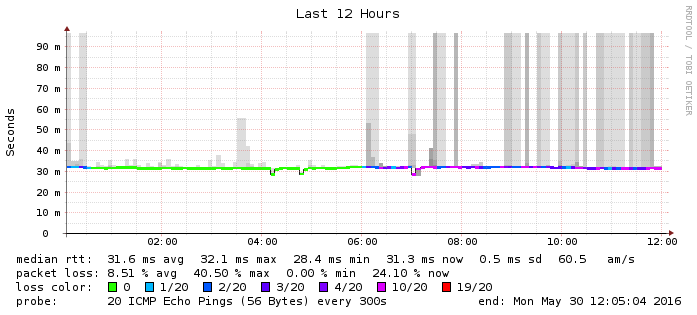 Last 12 Hours
RRDTOOL / TOBI OETIKER
Seconds
90 m
80 m
70 m
60 m
50 m
40 m
30 m
20 m
10 m
0
02:00 04:00 06:00 08:00 10:00 12:00
median rtt: 31.6 ms avg 32.1 ms max 28.4 ms min 31.3 ms now 0.5 ms sd 60.5 am/s
packet loss: 8.51 % avg 40.50 % max 0.00 % min 24.10 % now
loss color: 0 1/20 2/20 3/20 4/20 10/20 19/20
probe: 20 ICMP Echo Pings (56 Bytes) every 300s end: Mon May 30 12:05:04 2016